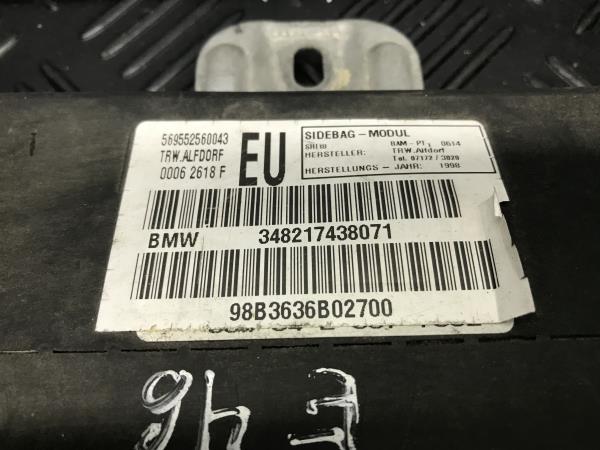 569552560043
TRW.ALFDORF
0006 2618 F
EU
SIDEBAG - MODUL
BAM - PT 0614
HERSTELLER: TRW.Alfdorf
Tel. 07172 / 3020
HERSTELLUNGS - JAHR: 1998
BMW 348217438071
98B3636B02700
E46